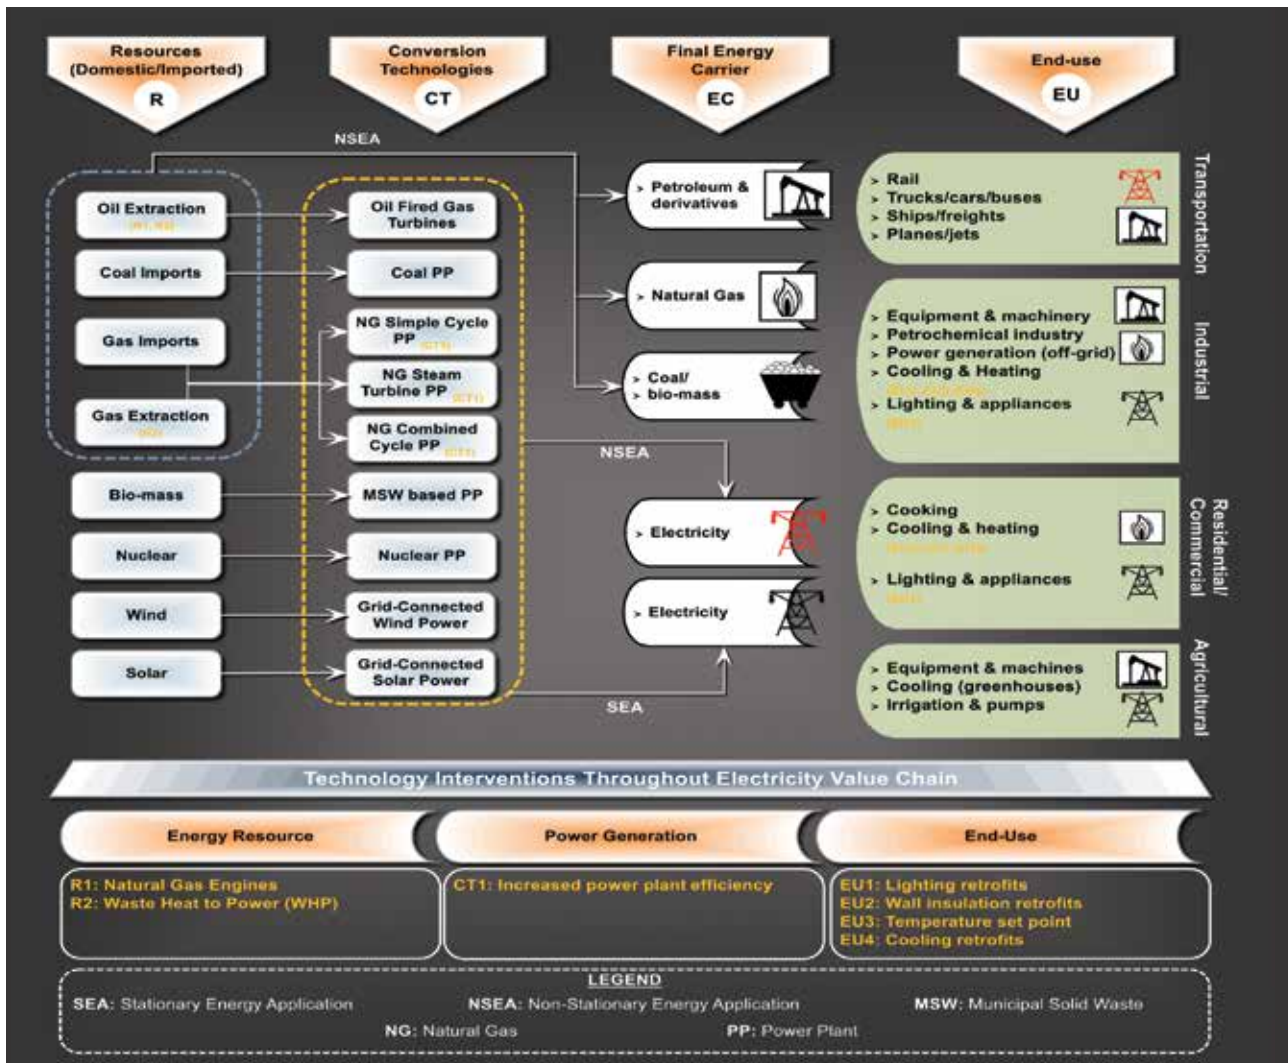 Resources
(Domestic/Imported)
R
Conversion
Technologies
CT
Final Energy
Carrier
EC
End-use
EU
NSEA
Oil Extraction
Coal Imports
Gas Imports
Gas Extraction
Bio-mass
Nuclear
Wind
Solar
Oil Fired Gas
Turbines
Coal PP
NG Simple Cycle
PP (CT1)
NG Steam
Turbine PP (CT1)
NG Combined
Cycle PP (CT1)
MSW based PP
Nuclear PP
Grid-Connected
Wind Power
Grid-Connected
Solar Power
NSEA
SEA
> Petroleum &
derivatives
> Natural Gas
> Coal/
> bio-mass
> Electricity
> Electricity
> Rail
> Trucks/cars/buses
> Ships/freights
> Planes/jets
Transportation
> Equipment & machinery
> Petrochemical industry
> Power generation (off-grid)
> Cooling & Heating
> Lighting & appliances
Industrial
> Cooking
> Cooling & heating
> Lighting & appliances
Residential/
Commercial
> Equipment & machines
> Cooling (greenhouses)
> Irrigation & pumps
Agricultural
Technology Interventions Throughout Electricity Value Chain
Energy Resource
Power Generation
End-Use
R1: Natural Gas Engines
R2: Waste Heat to Power (WHP)
CT1: Increased power plant efficiency
EU1: Lighting retrofits
EU2: Wall insulation retrofits
EU3: Temperature set point
EU4: Cooling retrofits
LEGEND
SEA: Stationary Energy Application
NSEA: Non-Stationary Energy Application
MSW: Municipal Solid Waste
NG: Natural Gas
PP: Power Plant